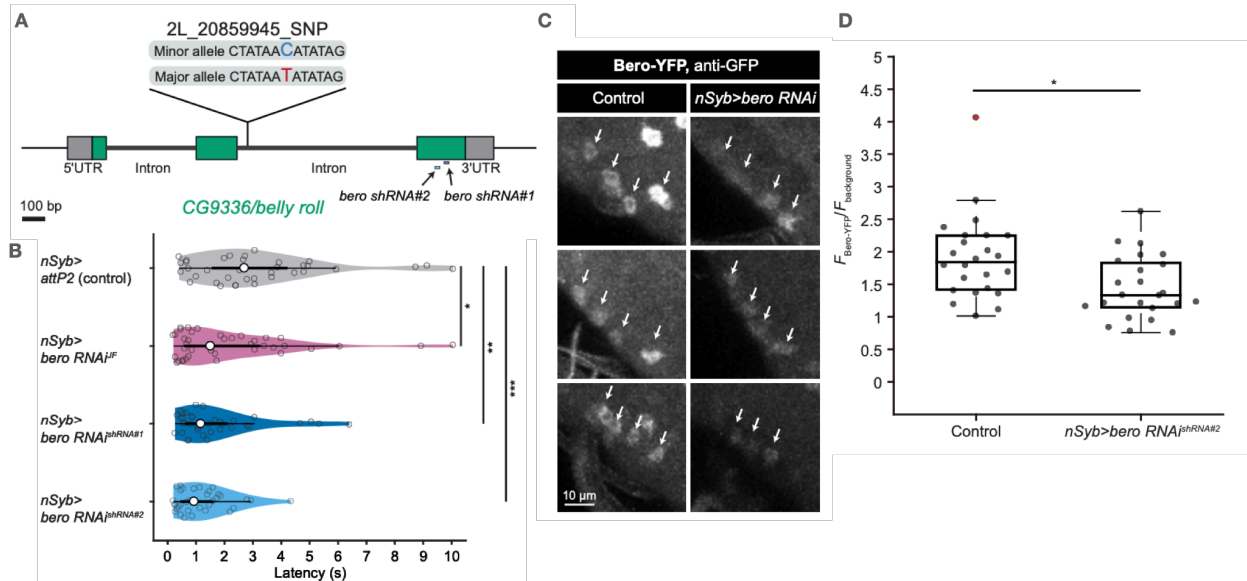 A
2L_20859945_SNP
Minor allele CTATAACATATAG
Major allele CTATAATATATAG
5'UTR
Intron
Intron
3'UTR
bero shRNA#2
bero shRNA#1
100 bp
CG9336/belly roll
B
nSyb>
attP2 (control)
nSyb>
bero RNAi^JF
nSyb>
bero RNAi^shRNA#1
nSyb>
bero RNAi^shRNA#2
*
**
***
0 1 2 3 4 5 6 7 8 9 10
Latency (s)
C
Bero-YFP, anti-GFP
Control
nSyb>bero RNAi
10 µm
D
*
5
4.5
4
3.5
3
2.5
2
1.5
1
0.5
0
F Bero-YFP/F background
Control
nSyb>bero RNAi^shRNA#2